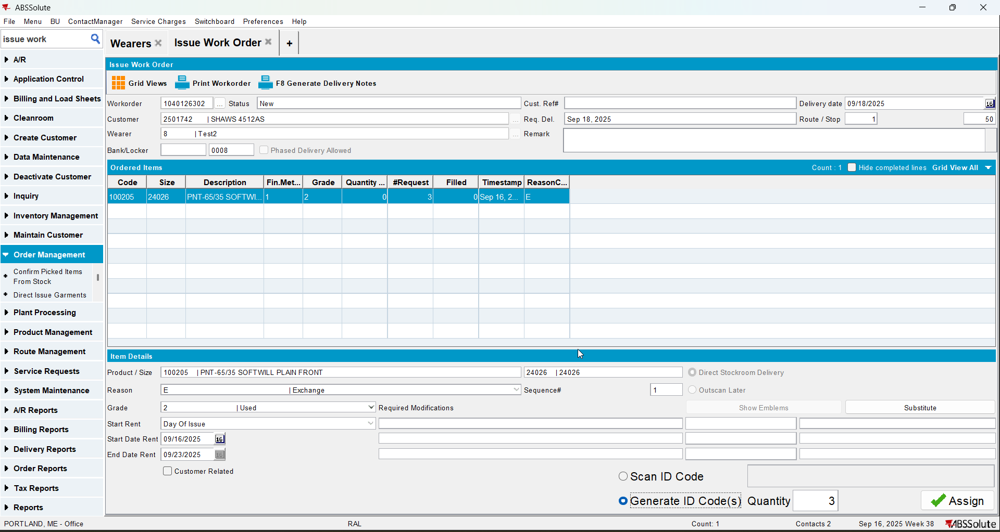 ABSSolute
File Menu BU ContactManager Service Charges Switchboard Preferences Help
issue work
Wearers Issue Work Order +
A/R
Application Control
Billing and Load Sheets
Cleanroom
Create Customer
Data Maintenance
Deactivate Customer
Inquiry
Inventory Management
Maintain Customer
Order Management
Confirm Picked Items
From Stock
Direct Issue Garments
Plant Processing
Product Management
Route Management
Service Requests
System Maintenance
A/R Reports
Billing Reports
Delivery Reports
Order Reports
Tax Reports
Reports
Issue Work Order
Grid Views Print Workorder F8 Generate Delivery Notes
Workorder 1040126302 ... Status New Cust. Ref# Delivery date 09/18/2025 16
Customer 2501742 | SHAWS 4512AS ... Req. Del. Sep 18, 2025 Route / Stop 1 50
Wearer 8 | Test2 ... Remark
Bank/Locker 0008 Phased Delivery Allowed
Ordered Items Count : 1 Hide completed lines Grid View All
Code Size Description Fin.Met... Grade Quantity ... #Request Filled Timestamp ReasonC...
100205 24026 PNT-65/35 SOFTWI... 1 2 0 3 0 Sep 16, 2... E
Item Details
Product / Size 100205 | PNT-65/35 SOFTWILL PLAIN FRONT 24026 | 24026 Direct Stockroom Delivery
Reason E | Exchange Sequence# 1 Outscan Later
Grade 2 | Used Required Modifications Show Emblems Substitute
Start Rent Day Of Issue
Start Date Rent 09/16/2025 16
End Date Rent 09/23/2025 16
Customer Related
Scan ID Code
Generate ID Code(s) Quantity 3 Assign
PORTLAND, ME - Office RAL Count: 1 Contacts 2 Sep 16, 2025 Week 38 ABSSolute